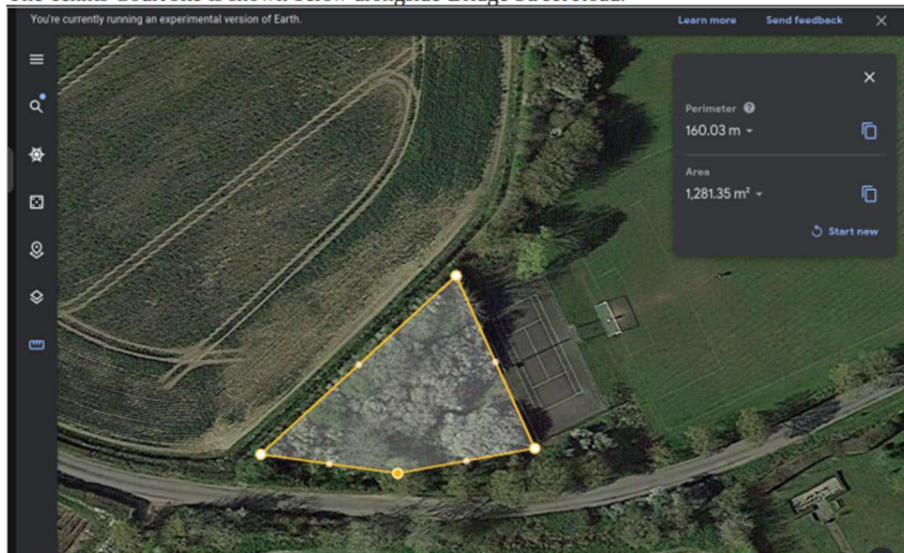 You're currently running an experimental version of Earth.
Learn more
Send feedback
Perimeter
160.03 m
Area
1,281.35 m²
Start new